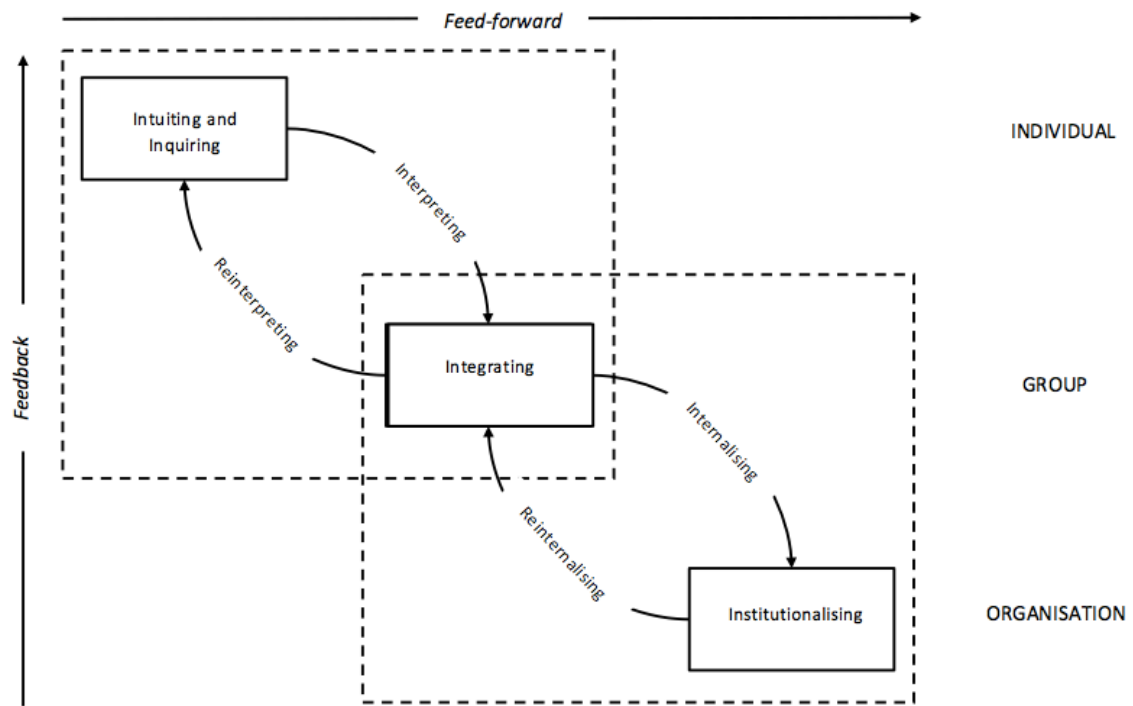 Feed-forward
Intuiting and
Inquiring
INDIVIDUAL
Interpreting
Reinterpreting
Feedback
Integrating
GROUP
Internalising
Reinternalising
Institutionalising
ORGANISATION